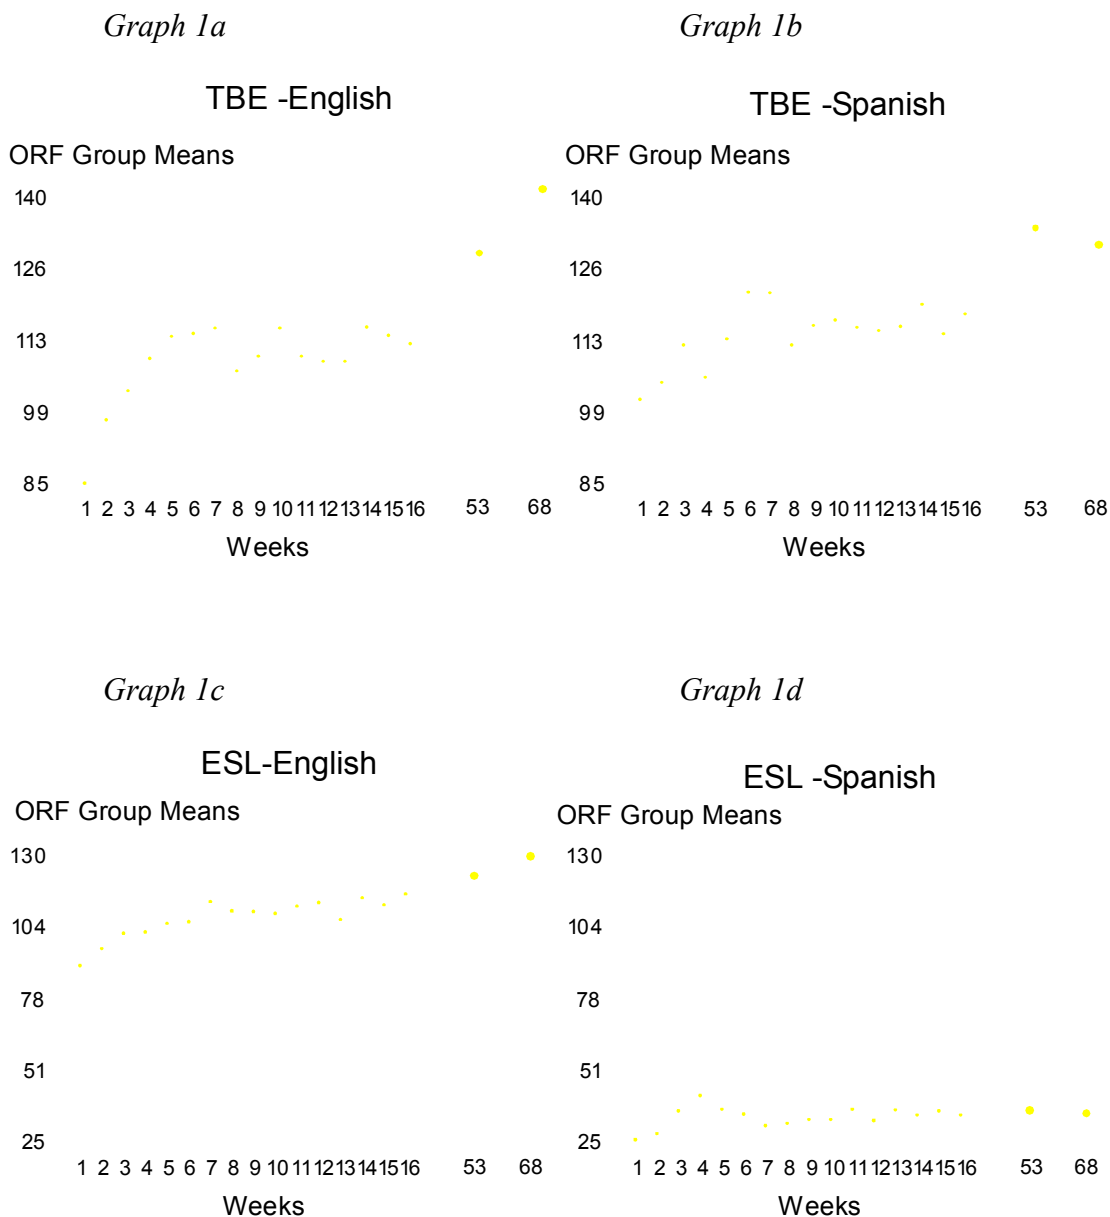 Graph 1a
TBE -English
ORF Group Means
140
126
113
99
85
1 2 3 4 5 6 7 8 9 10 11 12 13 14 15 16 53 68
Weeks
Graph 1b
TBE -Spanish
ORF Group Means
140
126
113
99
85
1 2 3 4 5 6 7 8 9 10 11 12 13 14 15 16 53 68
Weeks
Graph 1c
ESL-English
ORF Group Means
130
104
78
51
25
1 2 3 4 5 6 7 8 9 10 11 12 13 14 15 16 53 68
Weeks
Graph 1d
ESL -Spanish
ORF Group Means
130
104
78
51
25
1 2 3 4 5 6 7 8 9 10 11 12 13 14 15 16 53 68
Weeks